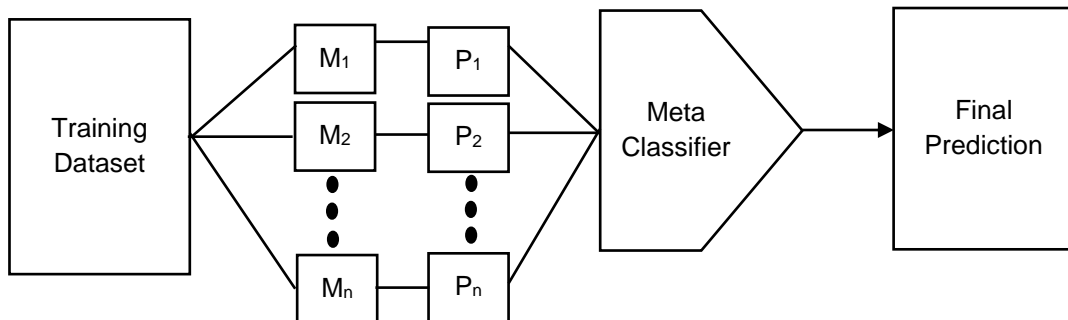 Training
Dataset
M₁
P₁
M₂
P₂
Mₙ
Pₙ
Meta
Classifier
Final
Prediction